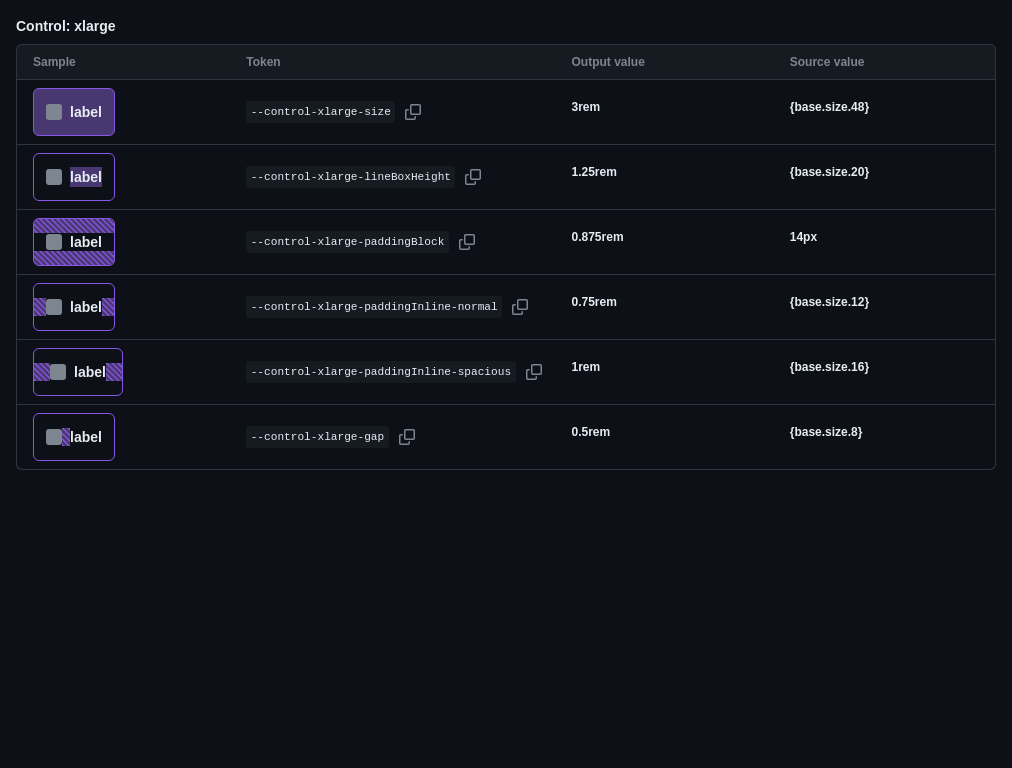 Control: xlarge
Sample Token Output value Source value
label --control-xlarge-size 3rem {base.size.48}
label --control-xlarge-lineBoxHeight 1.25rem {base.size.20}
label --control-xlarge-paddingBlock 0.875rem 14px
label --control-xlarge-paddingInline-normal 0.75rem {base.size.12}
label --control-xlarge-paddingInline-spacious 1rem {base.size.16}
label --control-xlarge-gap 0.5rem {base.size.8}